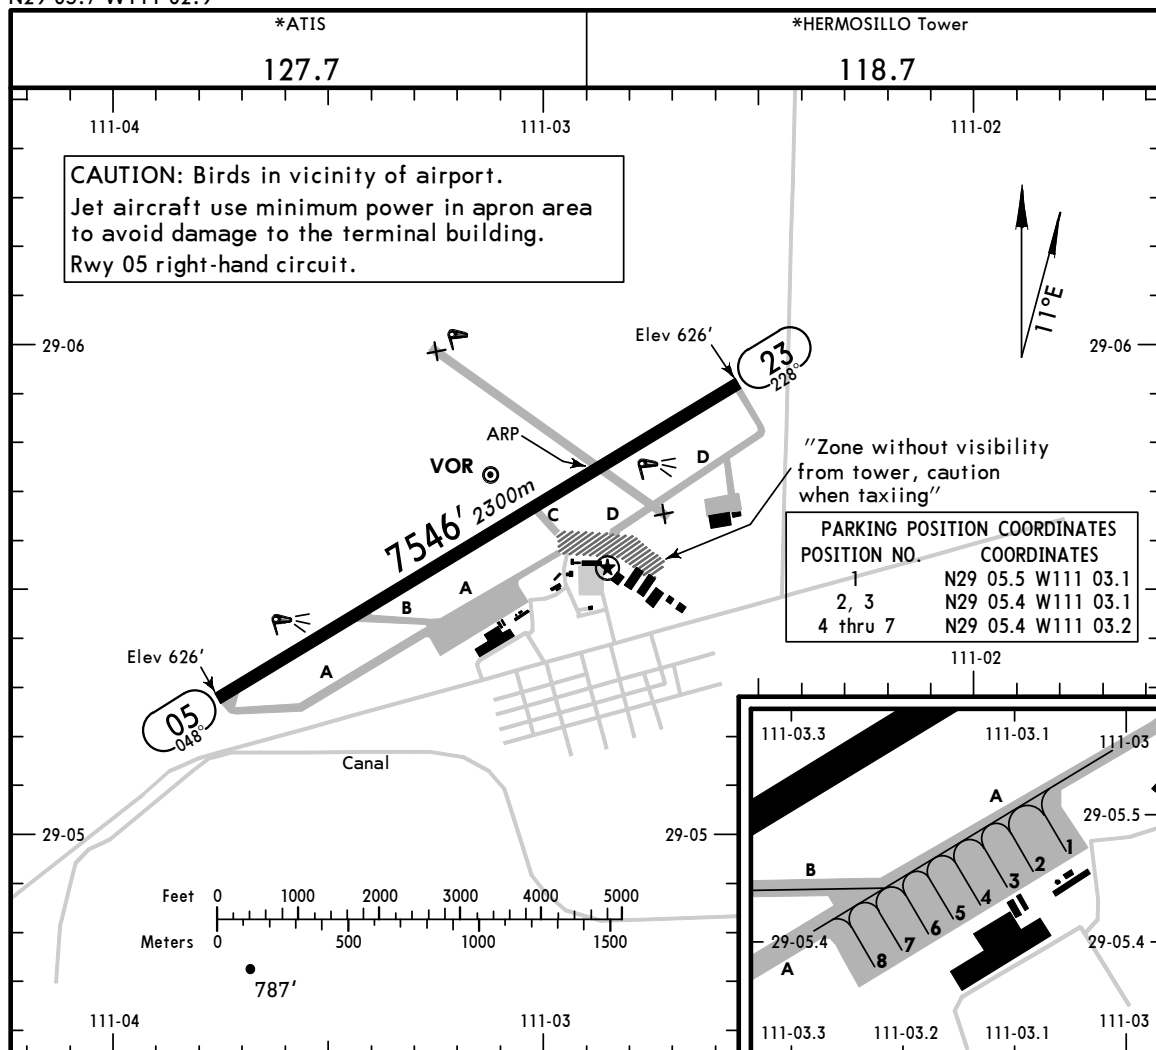 N29 05.7 W111 02.9
*ATIS
127.7
*HERMOSILLO Tower
118.7
111-04
111-03
111-02
CAUTION: Birds in vicinity of airport.
Jet aircraft use minimum power in apron area
to avoid damage to the terminal building.
Rwy 05 right-hand circuit.
11°E
29-06
29-06
Elev 626'
23
228°
ARP
VOR
7546' 2300m
D
C
D
"Zone without visibility
from tower, caution
when taxiing"
PARKING POSITION COORDINATES
POSITION NO. COORDINATES
1 N29 05.5 W111 03.1
2, 3 N29 05.4 W111 03.1
4 thru 7 N29 05.4 W111 03.2
A
B
A
Elev 626'
05
048°
Canal
111-02
29-05
29-05
Feet 0 1000 2000 3000 4000 5000
Meters 0 500 1000 1500
787'
111-04
111-03
111-03.3
111-03.1
111-03
A
29-05.5
B
1
2
3
4
5
6
7
8
29-05.4
29-05.4
A
111-03.3
111-03.2
111-03.1
111-03